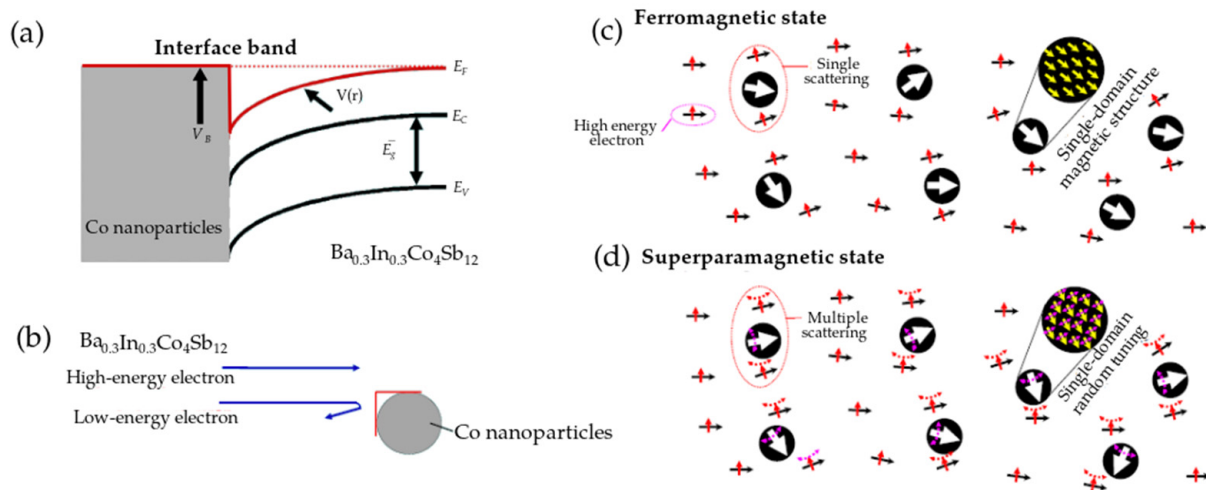 (a)
Interface band
E_F
V(r)
V_B
E_C
E_g^-
E_V
Co nanoparticles
Ba0.3In0.3Co4Sb12
(b)
Ba0.3In0.3Co4Sb12
High-energy electron
Low-energy electron
Co nanoparticles
(c)
Ferromagnetic state
Single
scattering
High energy
electron
Single-domain
magnetic structure
(d)
Superparamagnetic state
Multiple
scattering
Single-domain
random tuning